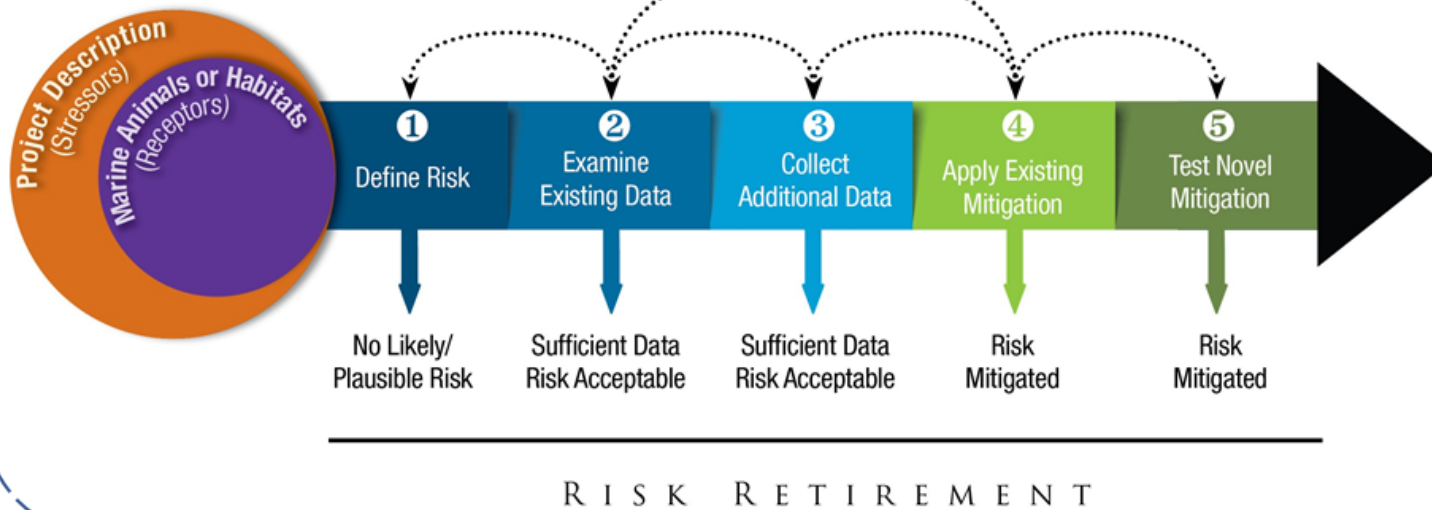 Project Description
(Stressors)
Marine Animals or Habitats
(Receptors)
1
Define Risk
2
Examine
Existing Data
3
Collect
Additional Data
4
Apply Existing
Mitigation
5
Test Novel
Mitigation
No Likely/
Plausible Risk
Sufficient Data
Risk Acceptable
Sufficient Data
Risk Acceptable
Risk
Mitigated
Risk
Mitigated
RISK RETIREMENT